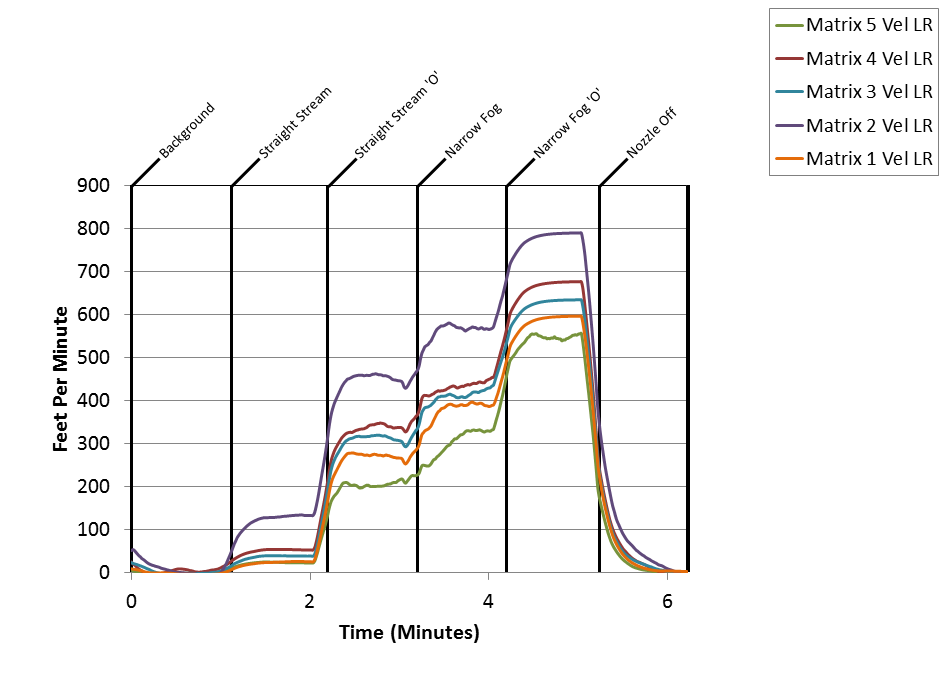 Matrix 5 Vel LR
Matrix 4 Vel LR
Matrix 3 Vel LR
Matrix 2 Vel LR
Matrix 1 Vel LR
Background
Straight Stream
Straight Stream 'O'
Narrow Fog
Narrow Fog 'O'
Nozzle Off
900
800
700
600
500
400
300
200
100
0
Feet Per Minute
0 2 4 6
Time (Minutes)